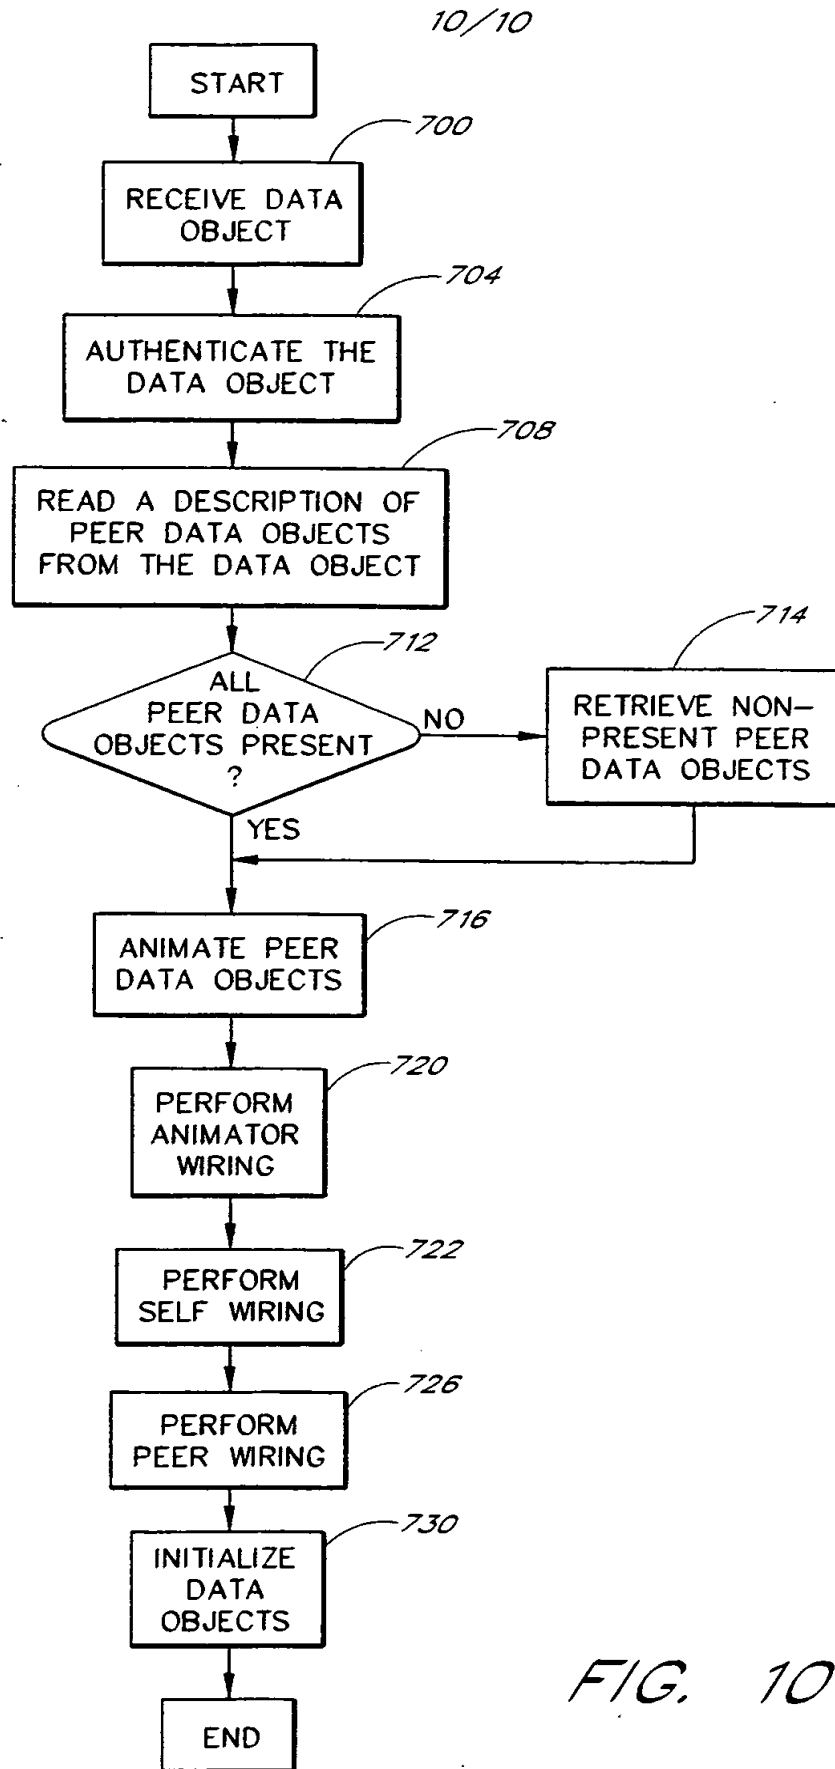 10/10
START
700
RECEIVE DATA
OBJECT
704
AUTHENTICATE THE
DATA OBJECT
708
READ A DESCRIPTION OF
PEER DATA OBJECTS
FROM THE DATA OBJECT
712
ALL
PEER DATA
OBJECTS PRESENT
?
NO
714
RETRIEVE NON-
PRESENT PEER
DATA OBJECTS
YES
716
ANIMATE PEER
DATA OBJECTS
720
PERFORM
ANIMATOR
WIRING
722
PERFORM
SELF WIRING
726
PERFORM
PEER WIRING
730
INITIALIZE
DATA
OBJECTS
END
FIG. 10